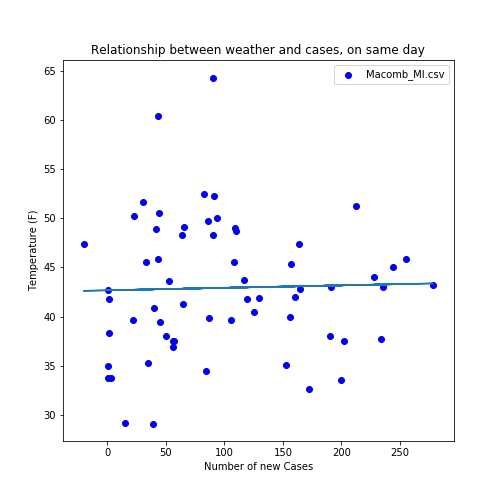 Relationship between weather and cases, on same day
Macomb_MI.csv
65
60
55
50
45
40
35
30
Temperature (F)
0 50 100 150 200 250
Number of new Cases